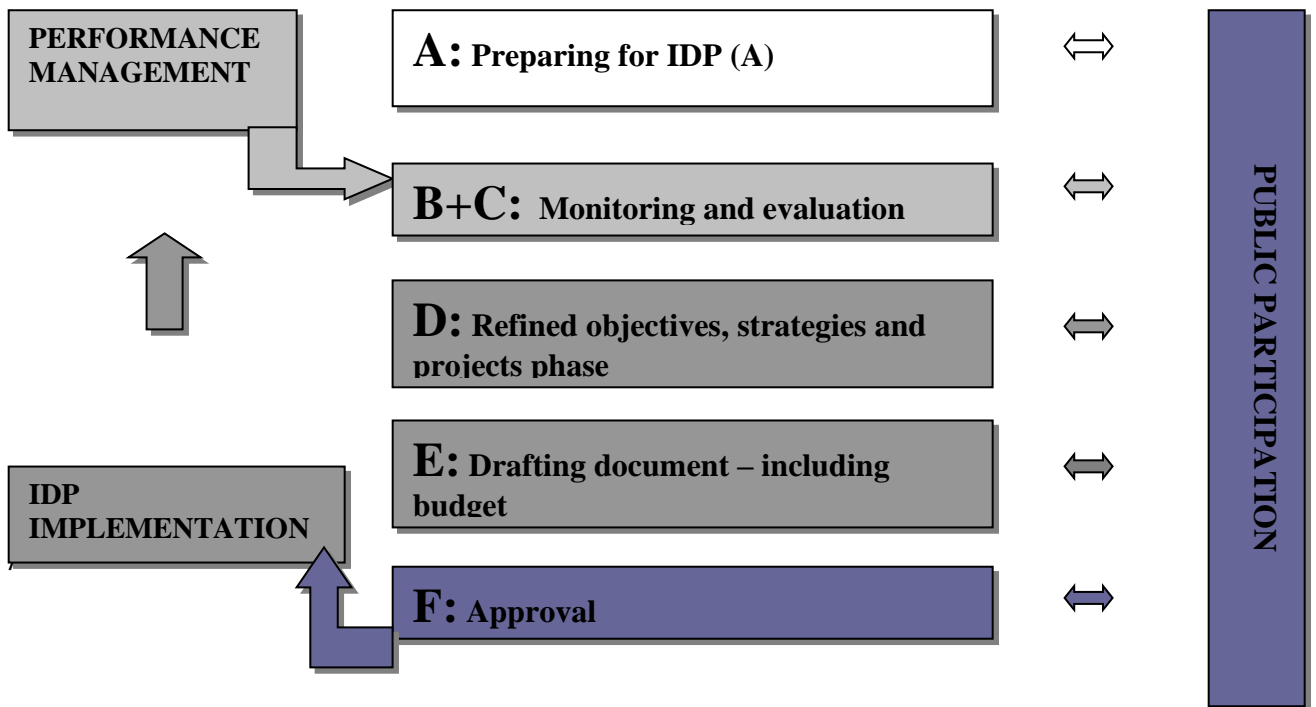 PERFORMANCE
MANAGEMENT
A: Preparing for IDP (A)
B+C: Monitoring and evaluation
D: Refined objectives, strategies and
projects phase
E: Drafting document – including
budget
IDP
IMPLEMENTATION
F: Approval
PUBLIC PARTICIPATION